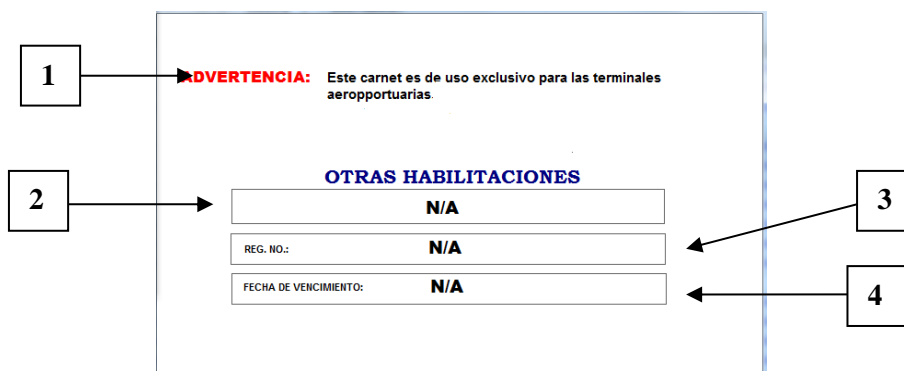 1
ADVERTENCIA: Este carnet es de uso exclusivo para las terminales
aeropportuarias.
OTRAS HABILITACIONES
2
N/A
3
REG. NO.: N/A
FECHA DE VENCIMIENTO: N/A
4